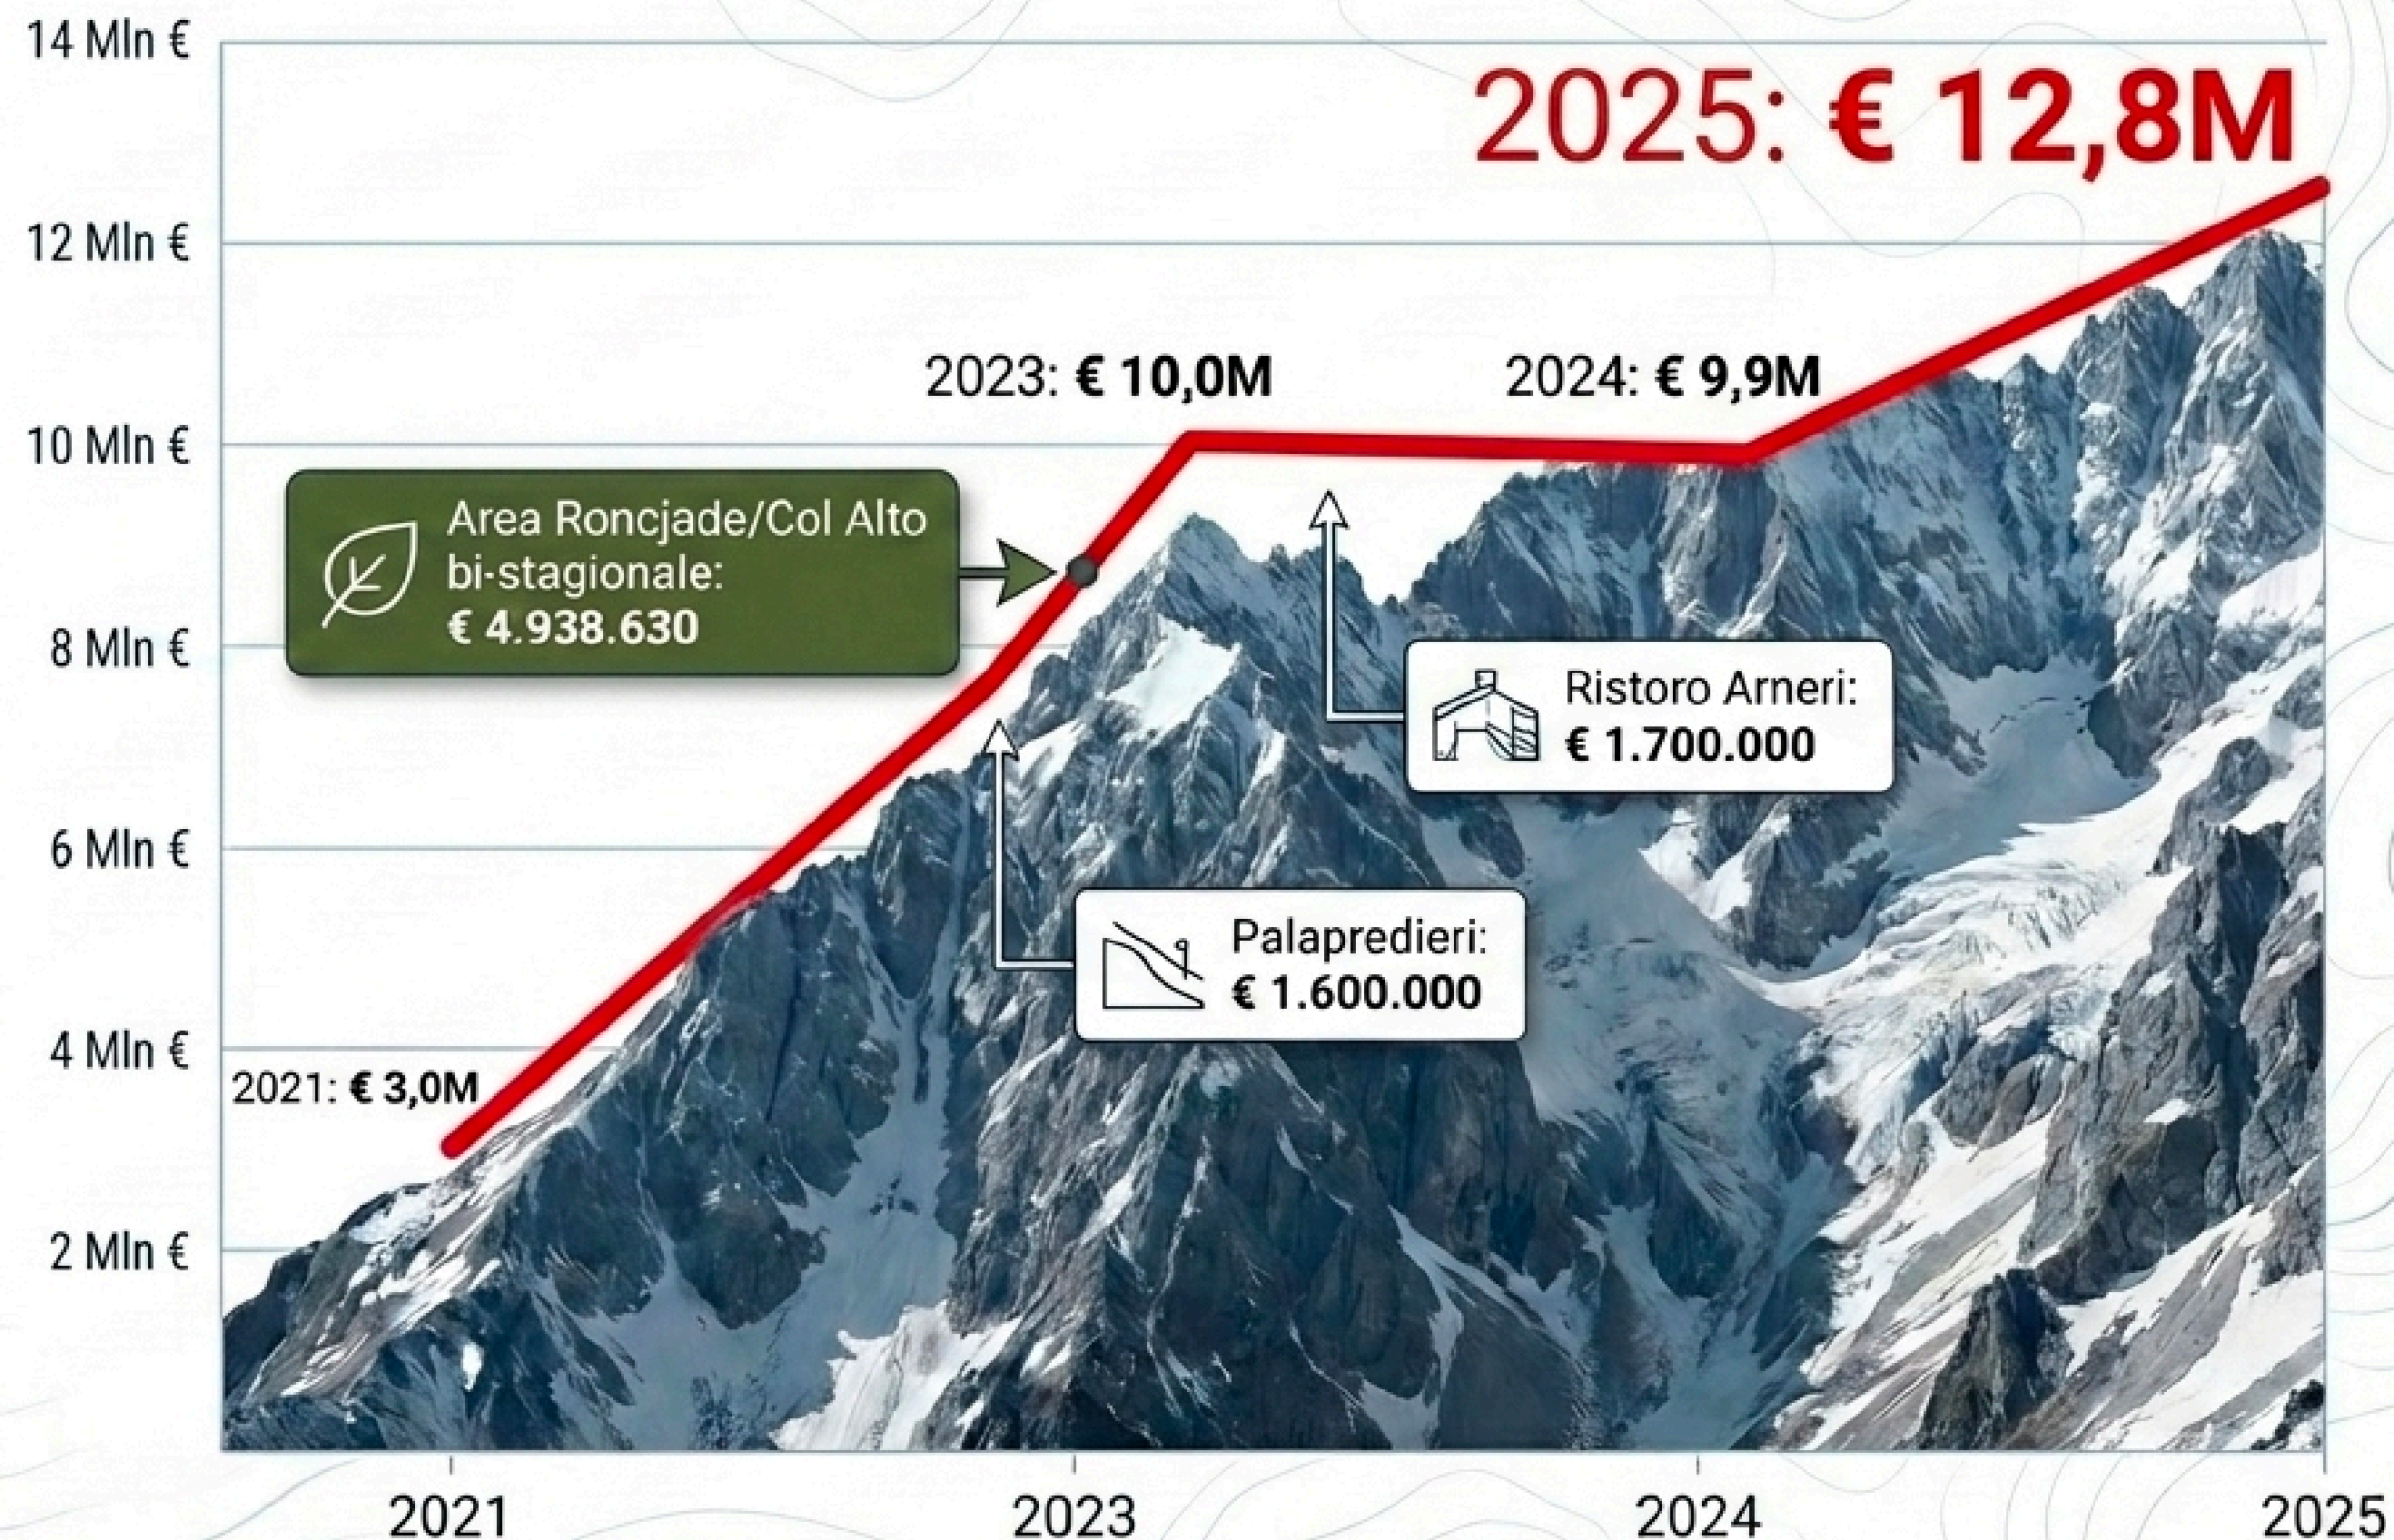 14 Mln €
2025: € 12,8M
12 Mln €
2023: € 10,0M
2024: € 9,9M
10 Mln €
Area Roncjade/Col Alto
bi-stagionale:
€ 4.938.630
8 Mln €
Ristoro Arneri:
€ 1.700.000
6 Mln €
Palapredieri:
€ 1.600.000
4 Mln €
2021: € 3,0M
2 Mln €
2021
2023
2024
2025